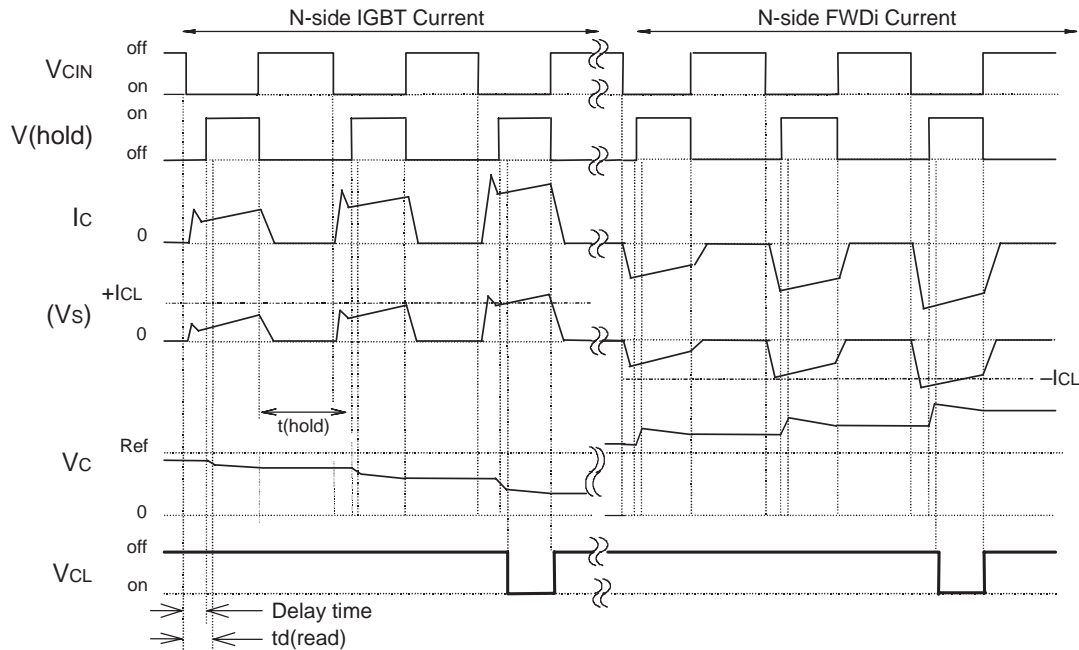 N-side IGBT Current
N-side FWDi Current
VCIN
off
on
V(hold)
on
off
IC
0
+ICL
(VS)
0
–ICL
t(hold)
Ref
VC
0
VCL
off
on
Delay time
td(read)